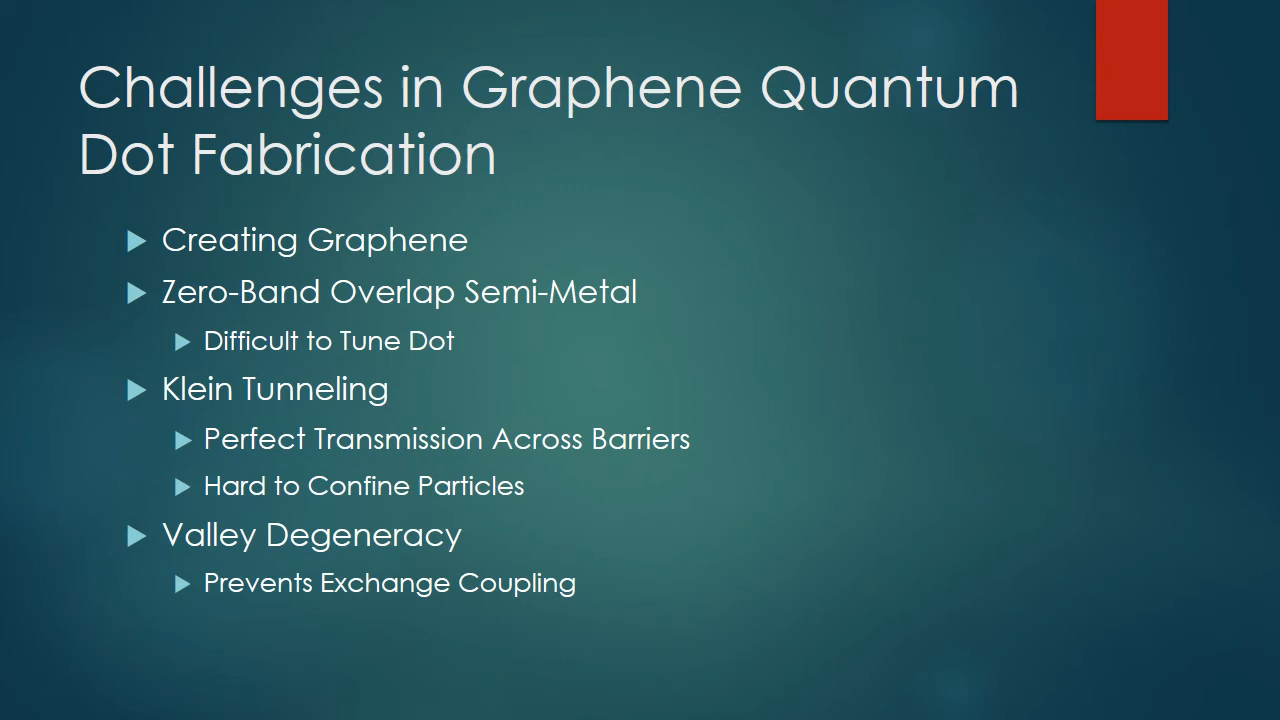 Challenges in Graphene Quantum
Dot Fabrication
Creating Graphene
Zero-Band Overlap Semi-Metal
Difficult to Tune Dot
Klein Tunneling
Perfect Transmission Across Barriers
Hard to Confine Particles
Valley Degeneracy
Prevents Exchange Coupling